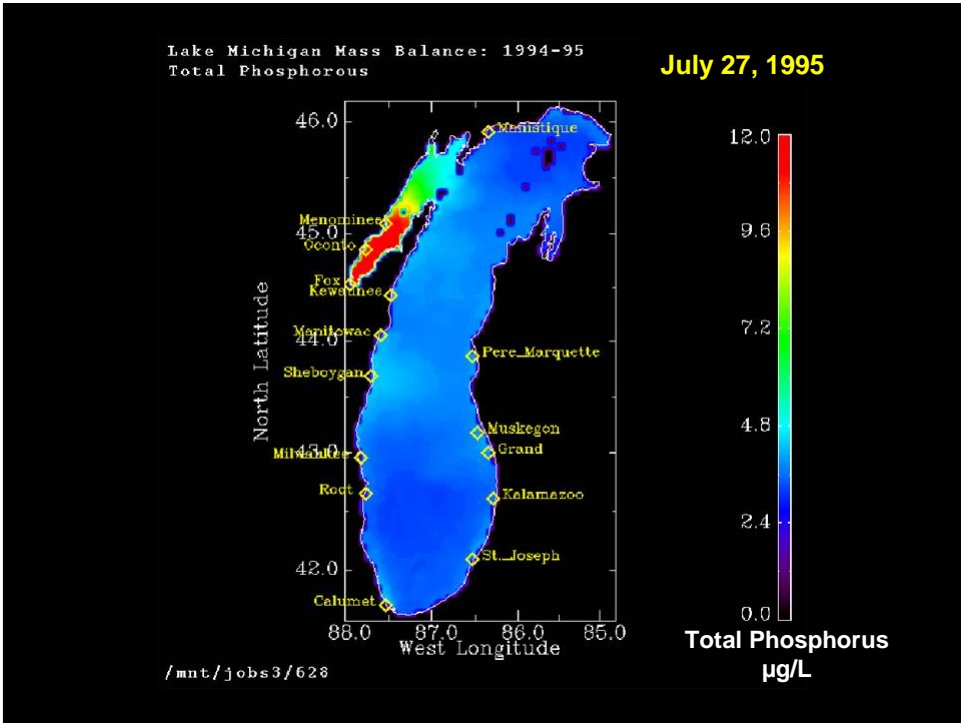 Lake Michigan Mass Balance: 1994-95
Total Phosphorous
July 27, 1995
46.0
Manistique
12.0
Menominee
45.0
9.6
Oconto
Fox
Kewaunee
Manitowac
44.0
7.2
Pere_Marquette
Sheboygan
North Latitude
4.8
Muskegon
43.0
Grand
Milwaukee
Root
Kalamazoo
2.4
St._Joseph
42.0
Calumet
0.0
88.0 87.0 86.0 85.0
West Longitude
Total Phosphorus
µg/L
/mnt/jobs3/628